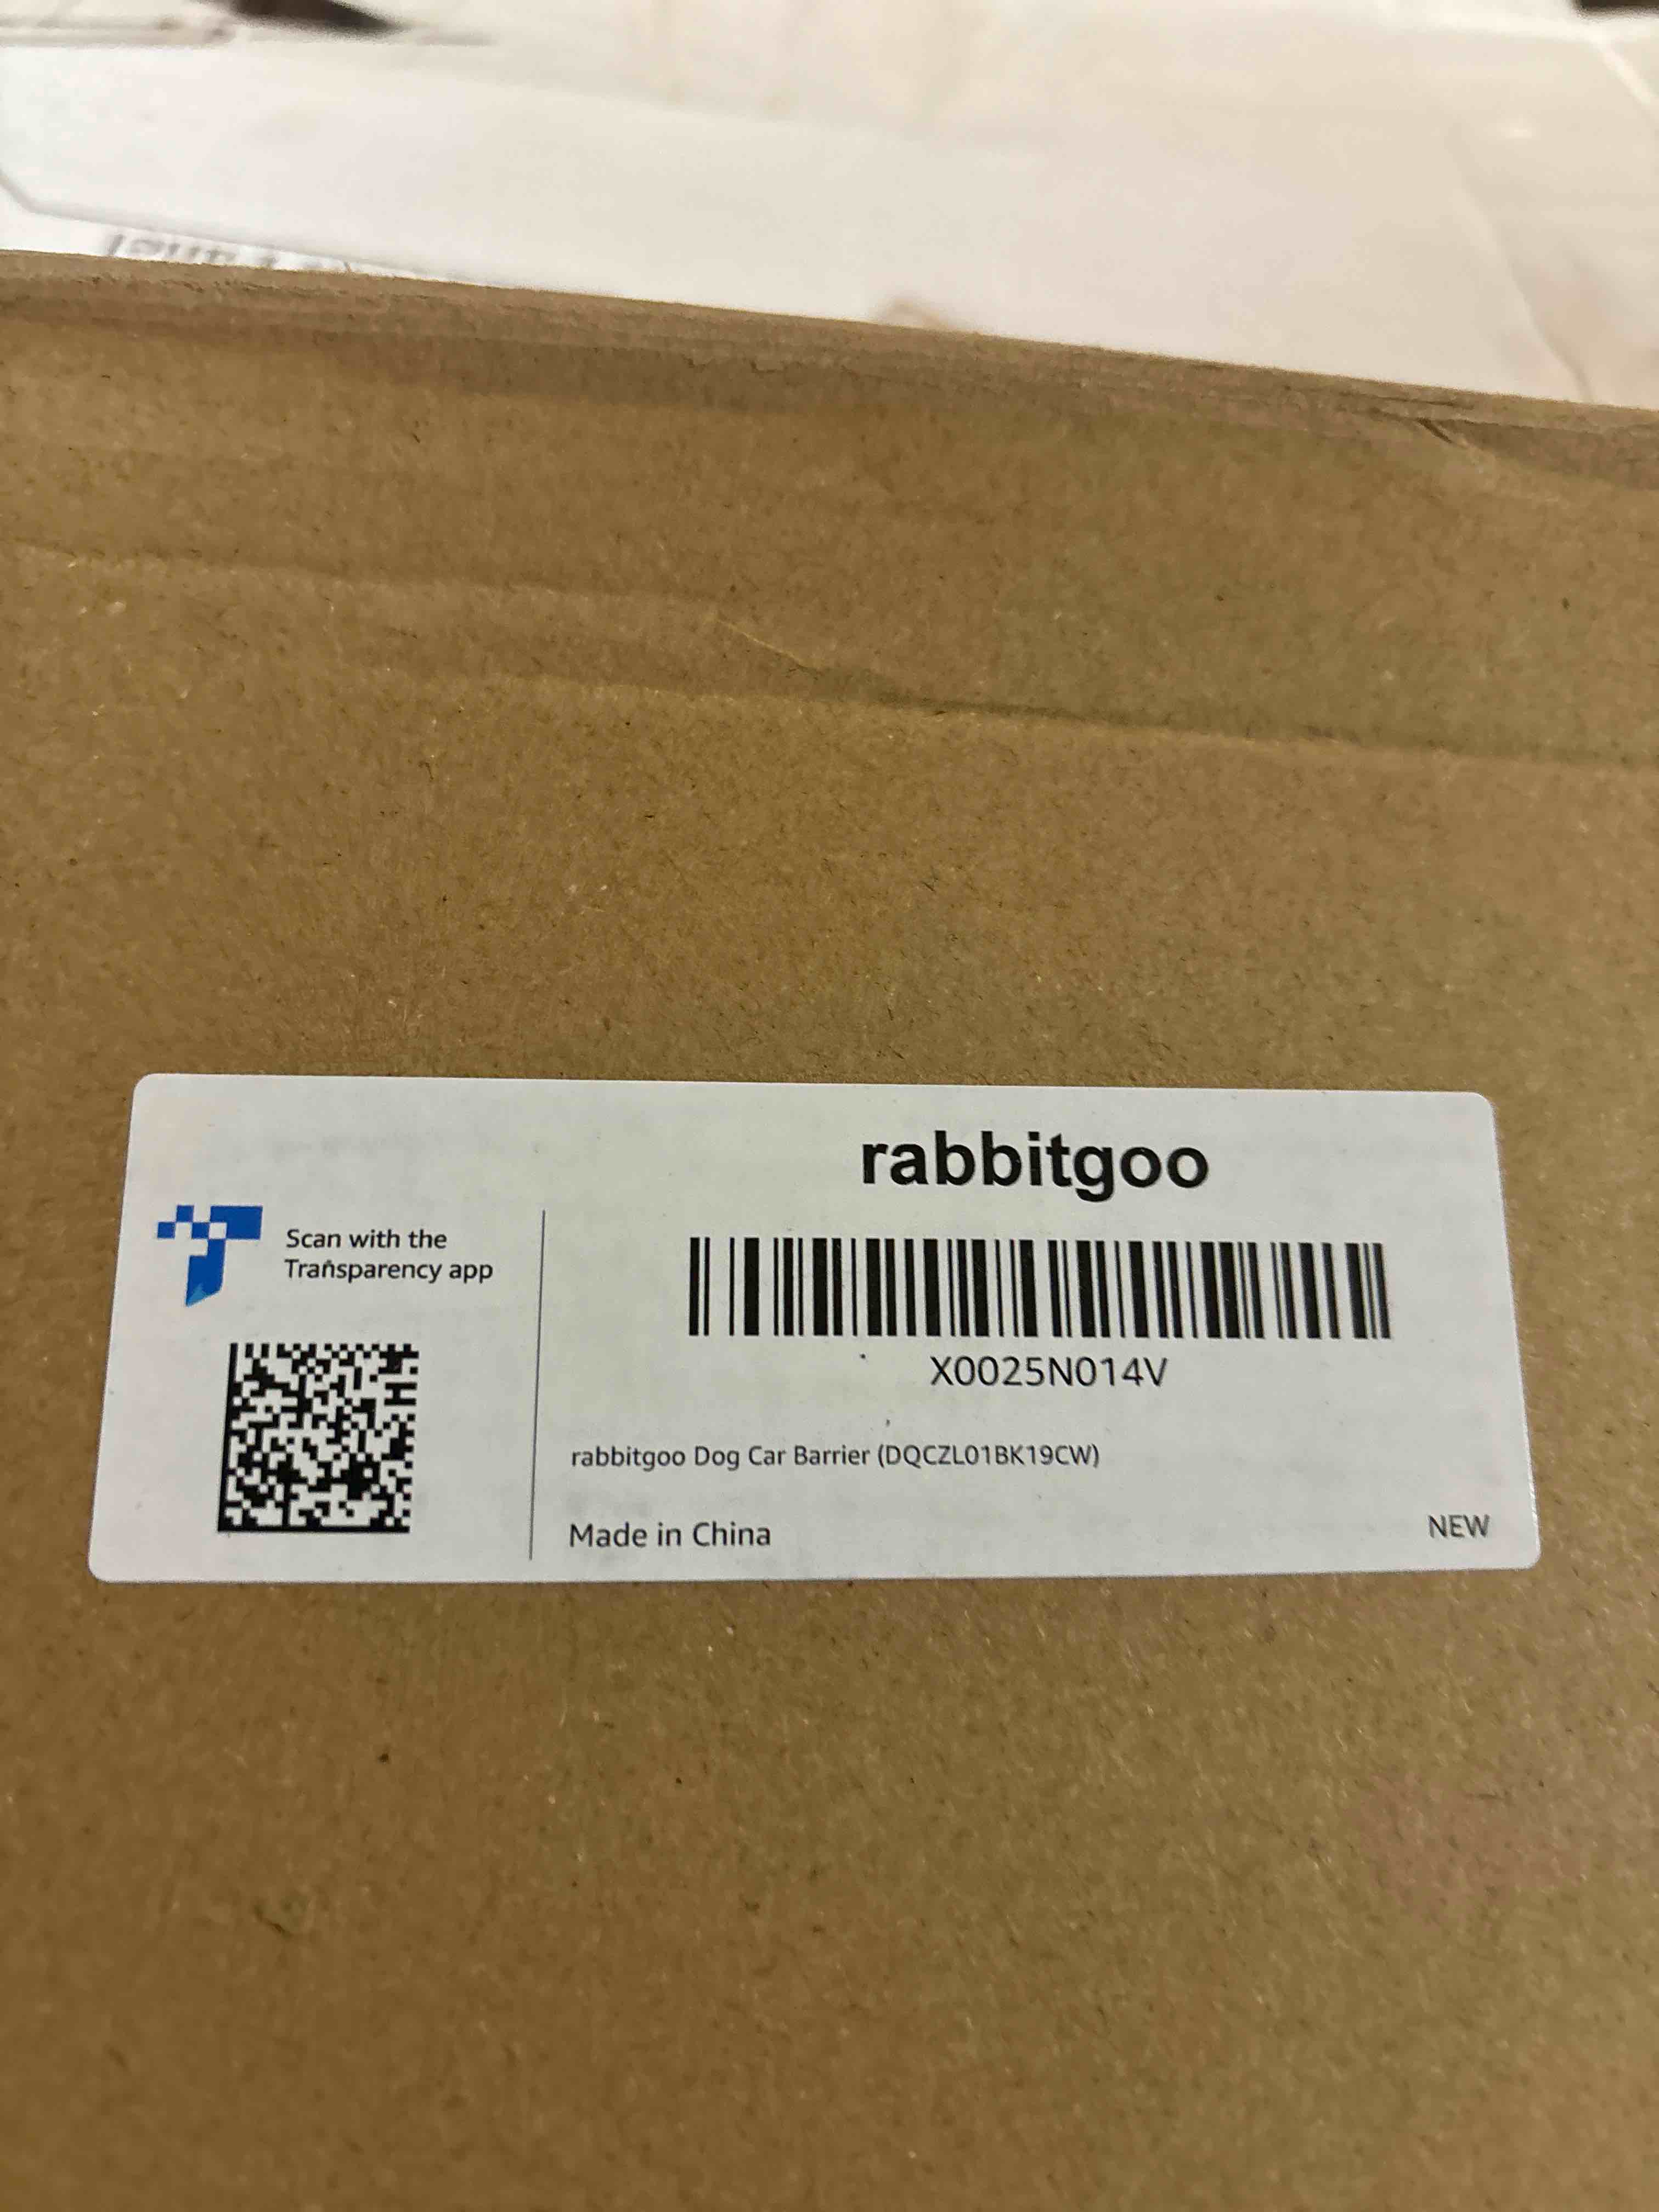 rabbitgoo
Scan with the
Transparency app
X0025N014V
rabbitgoo Dog Car Barrier (DQCZL01BK19CW)
Made in China
NEW